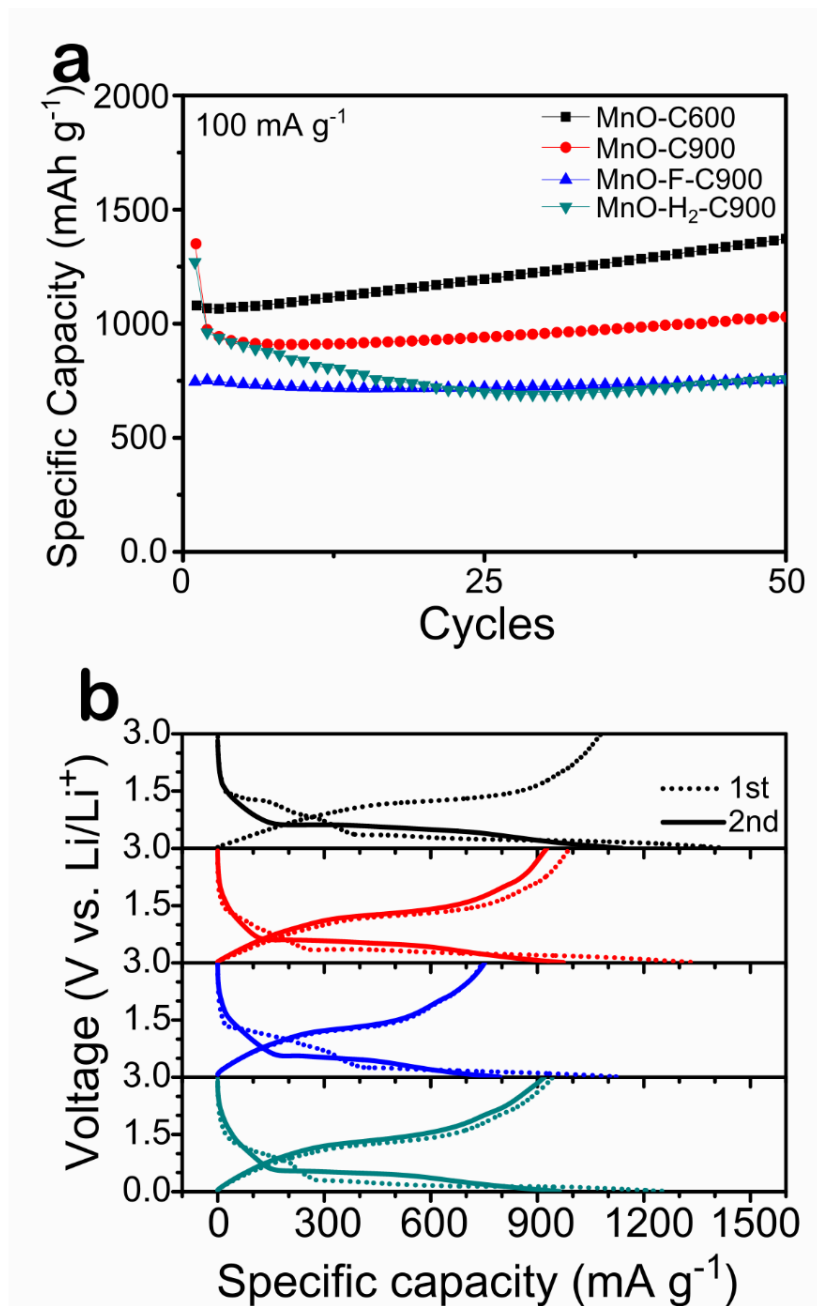 a
2000
1500
1000
500
0.0
Specific Capacity (mAh g⁻¹)
100 mA g⁻¹
MnO-C600
MnO-C900
MnO-F-C900
MnO-H₂-C900
0 25 50
Cycles
b
3.0
1.5
3.0
1.5
3.0
1.5
3.0
1.5
0.0
Voltage (V vs. Li/Li⁺)
1st
2nd
0 300 600 900 1200 1500
Specific capacity (mA g⁻¹)